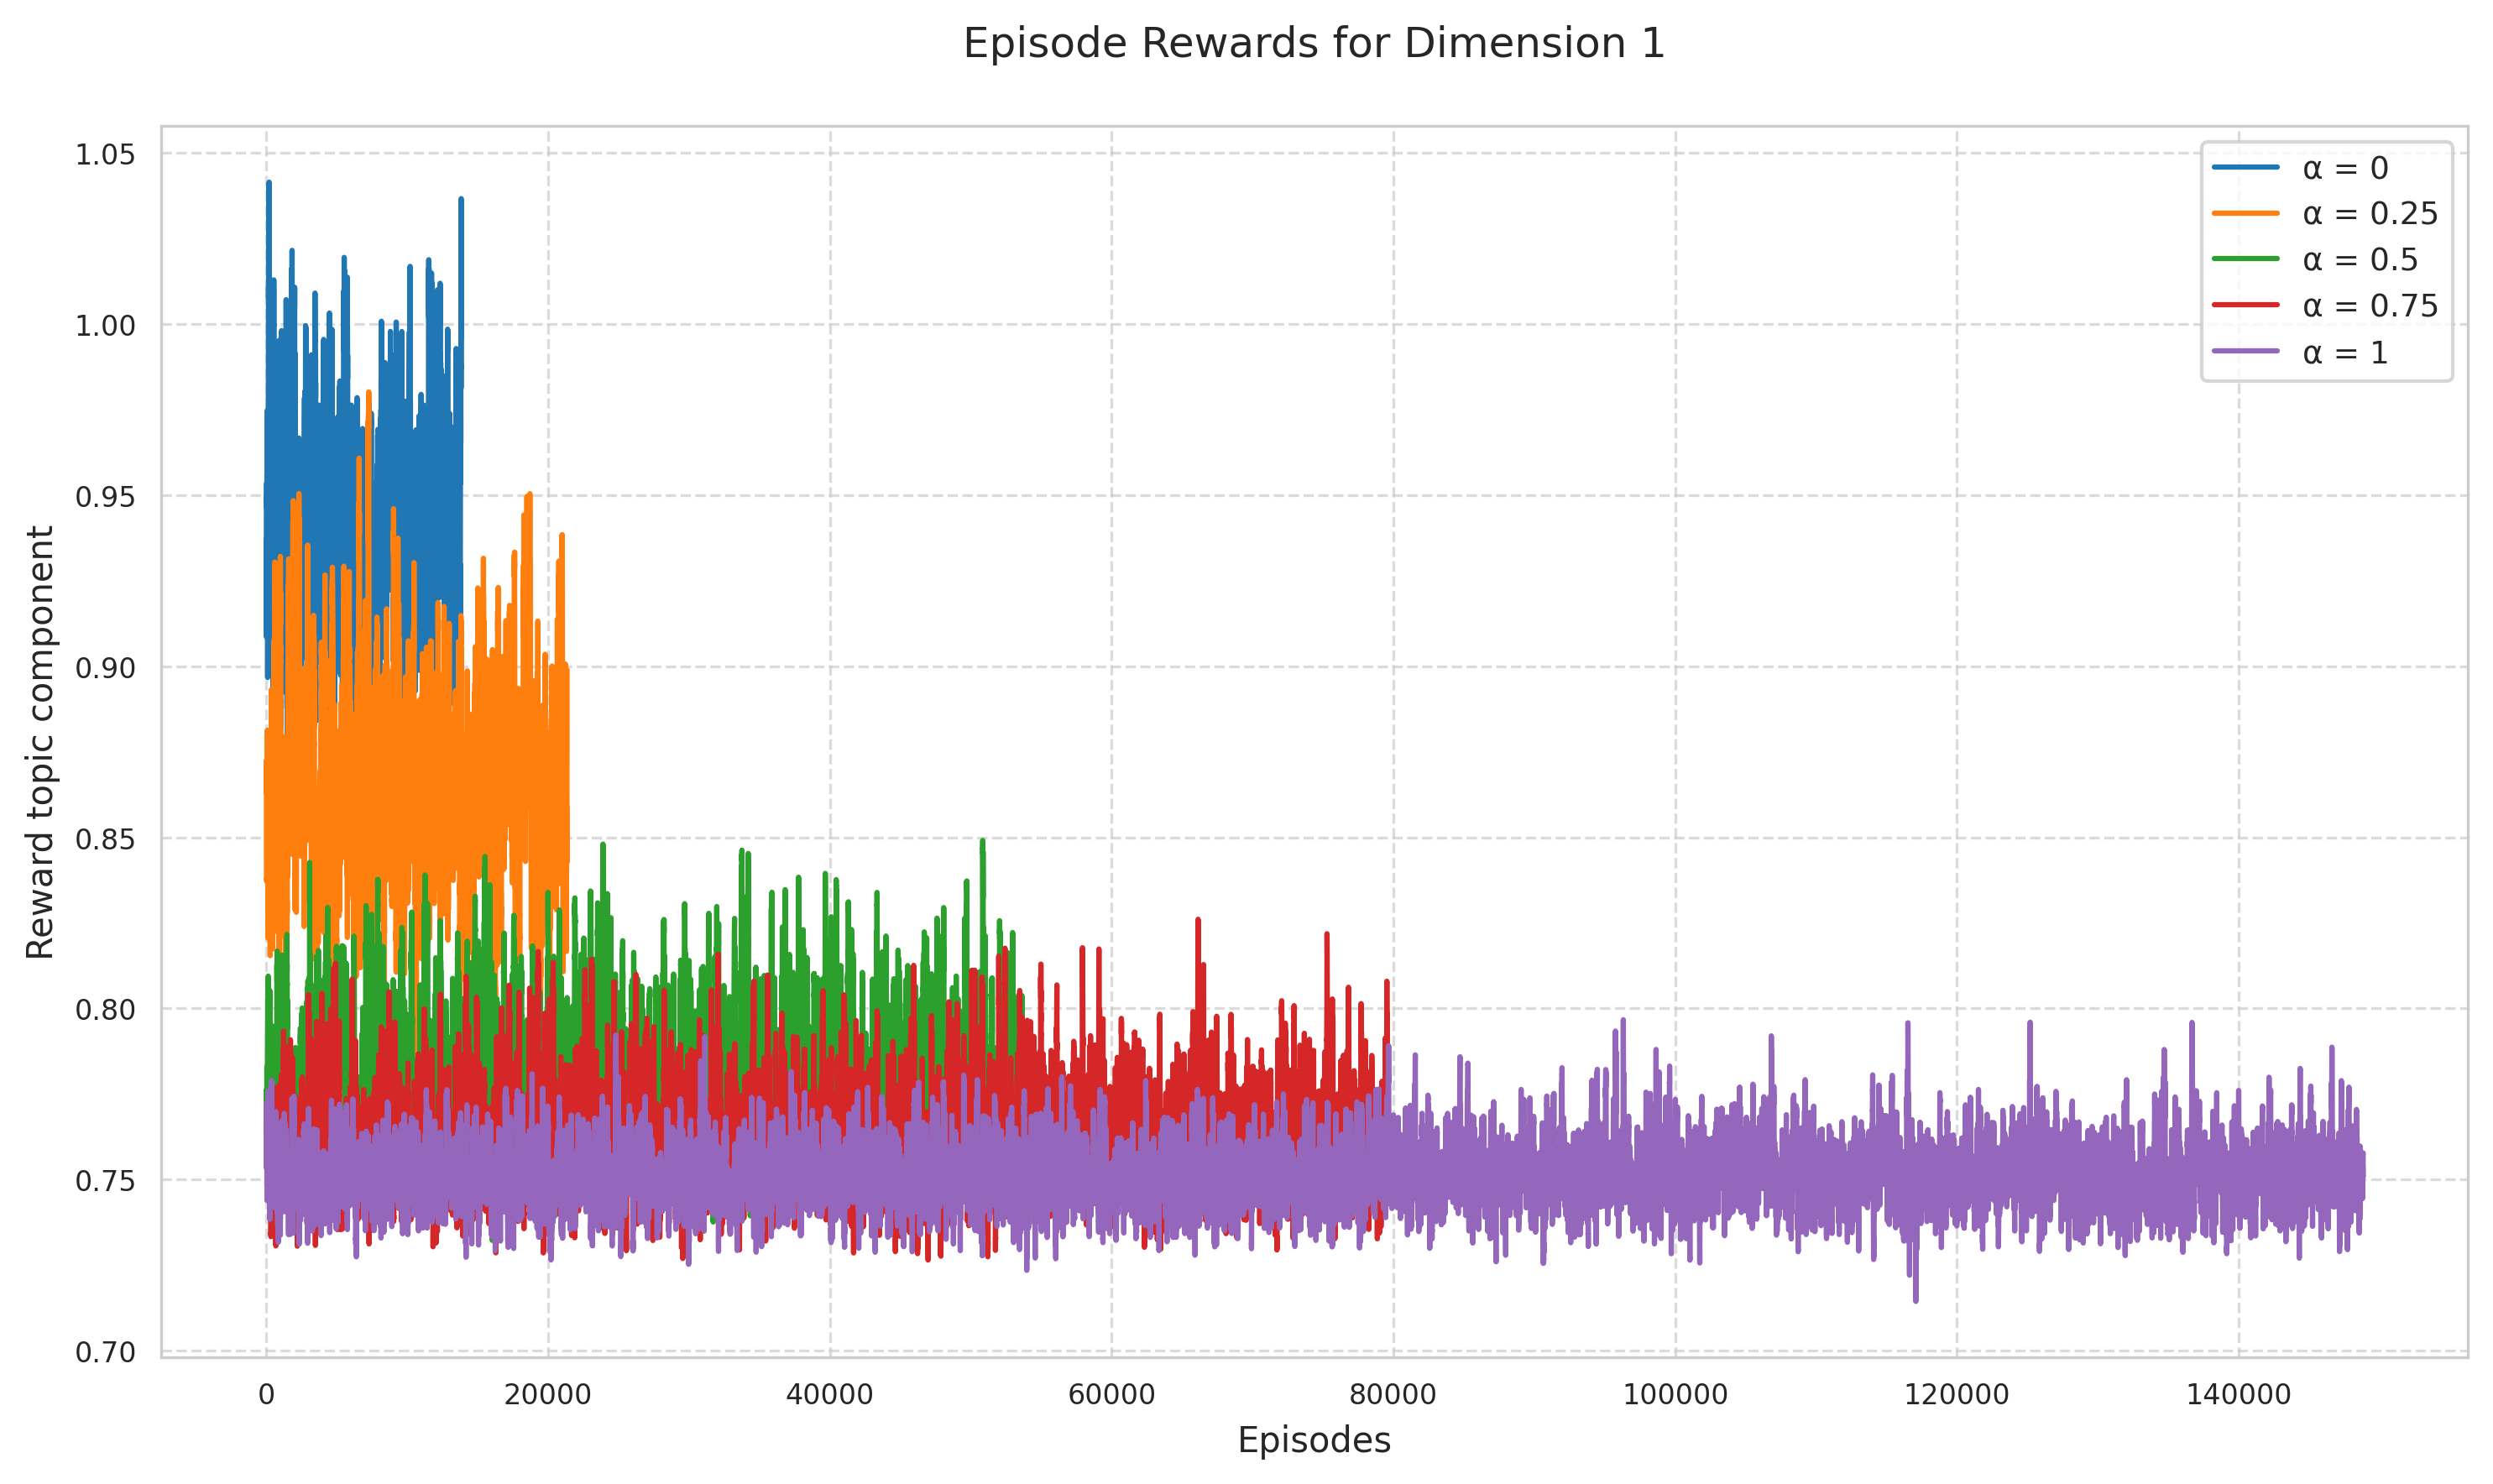 Episode Rewards for Dimension 1
1.05
1.00
0.95
0.90
0.85
0.80
0.75
0.70
Reward topic component
α = 0
α = 0.25
α = 0.5
α = 0.75
α = 1
0 20000 40000 60000 80000 100000 120000 140000
Episodes